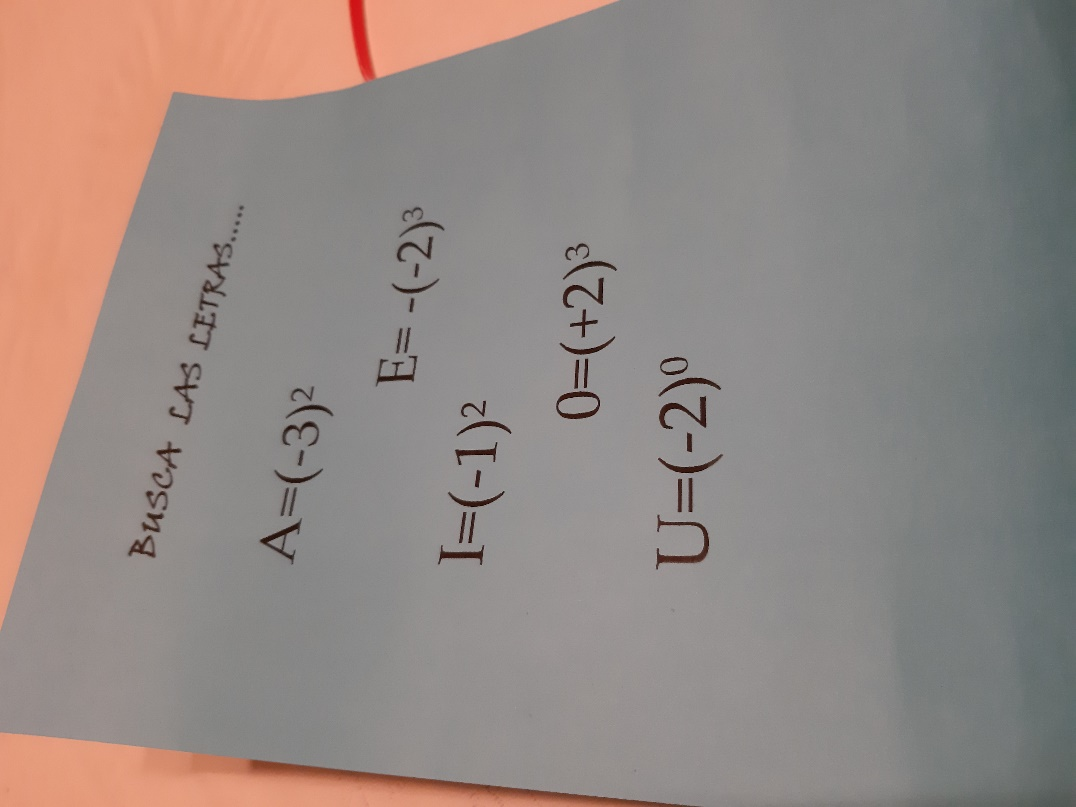 BUSCA LAS LETRAS.....
A=(-3)²
E= -(-2)³
I=(-1)²
0=(+2)³
U=(-2)⁰